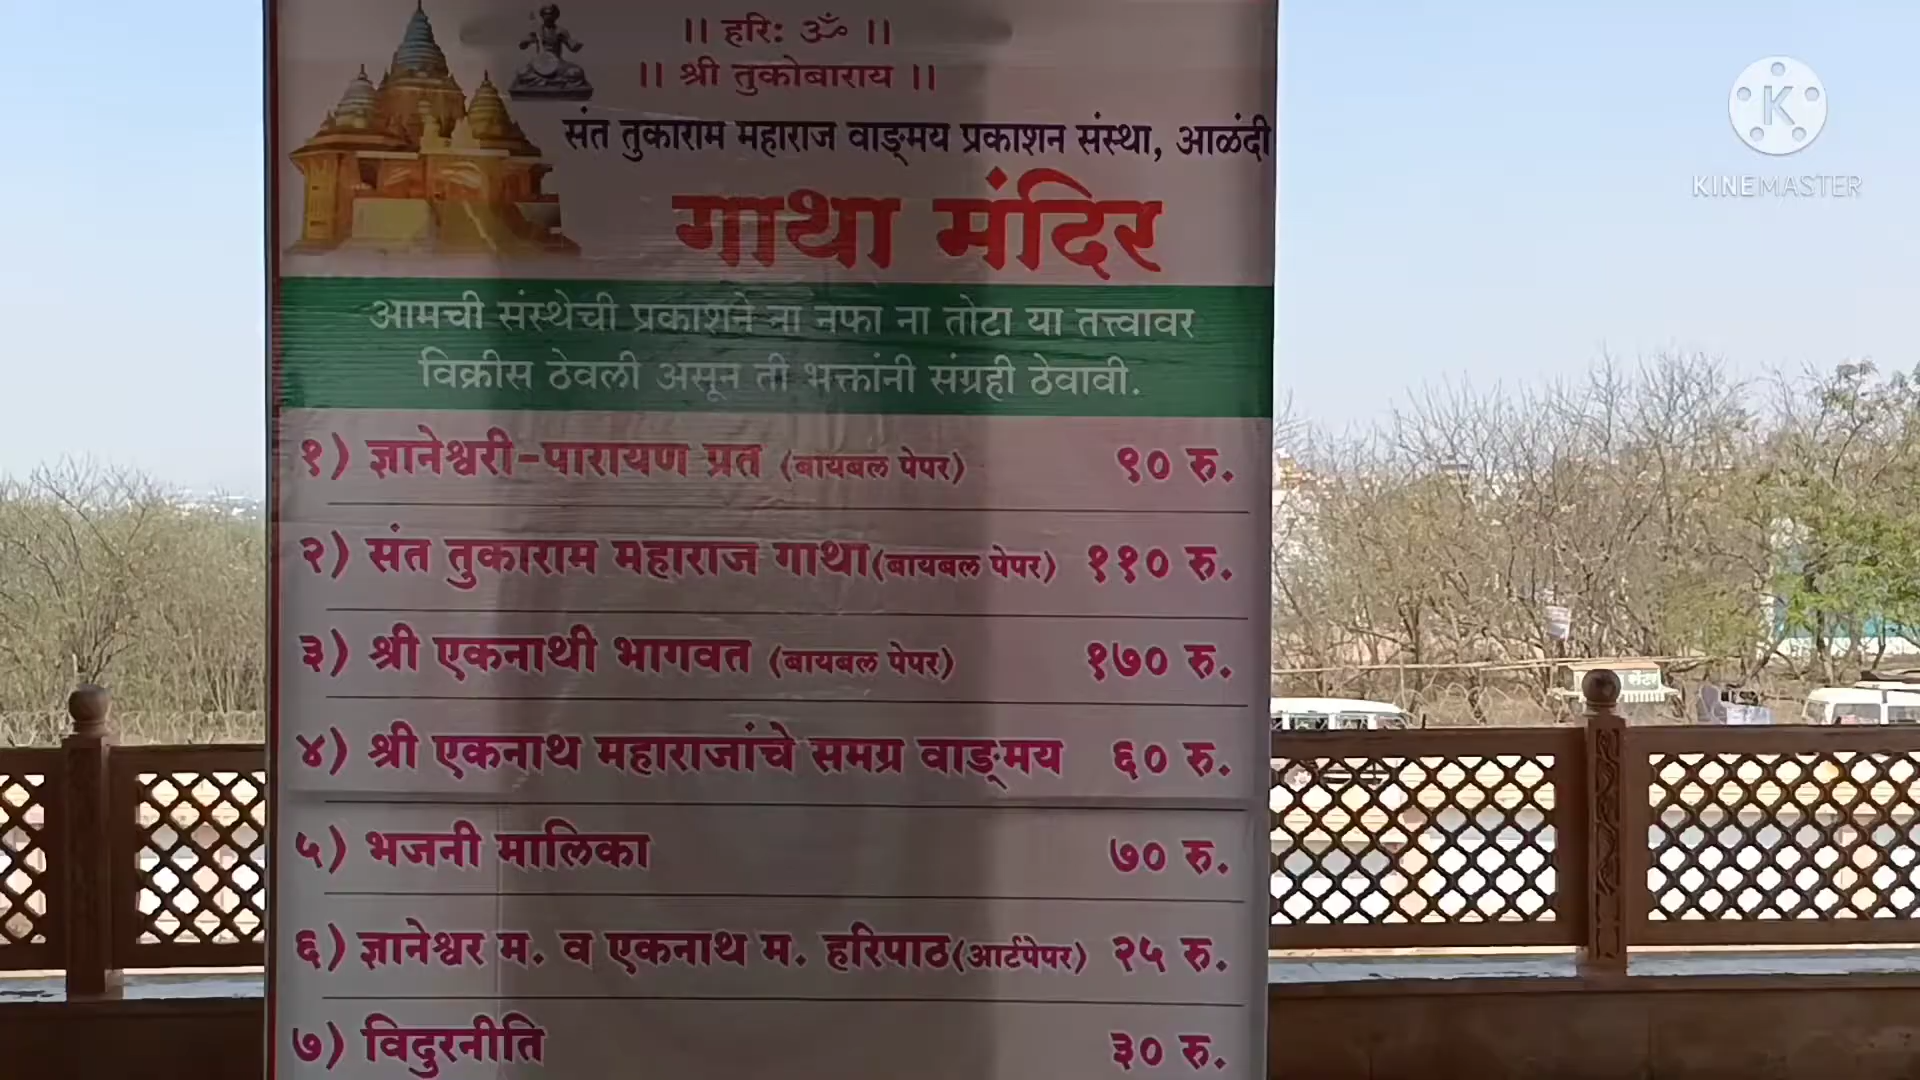 ।। हरिः ॐ ।।
।। श्री तुकोबाराय ।।
संत तुकाराम महाराज वाङ्मय प्रकाशन संस्था, आळंदी
गाथा मंदिर
आमची संस्थेची प्रकाशने ना नफा ना तोटा या तत्त्वावर
विक्रीस ठेवली असून ती भक्तांनी संग्रही ठेवावी.
१) ज्ञानेश्वरी-पारायण प्रत (बायबल पेपर) ९० रु.
२) संत तुकाराम महाराज गाथा(बायबल पेपर) ११० रु.
३) श्री एकनाथी भागवत (बायबल पेपर) १७० रु.
४) श्री एकनाथ महाराजांचे समग्र वाङ्मय ६० रु.
५) भजनी मालिका ७० रु.
६) ज्ञानेश्वर म. व एकनाथ म. हरिपाठ(आर्टपेपर) २५ रु.
७) विदुरनीति ३० रु.
K
KINEMASTER
सेंटर